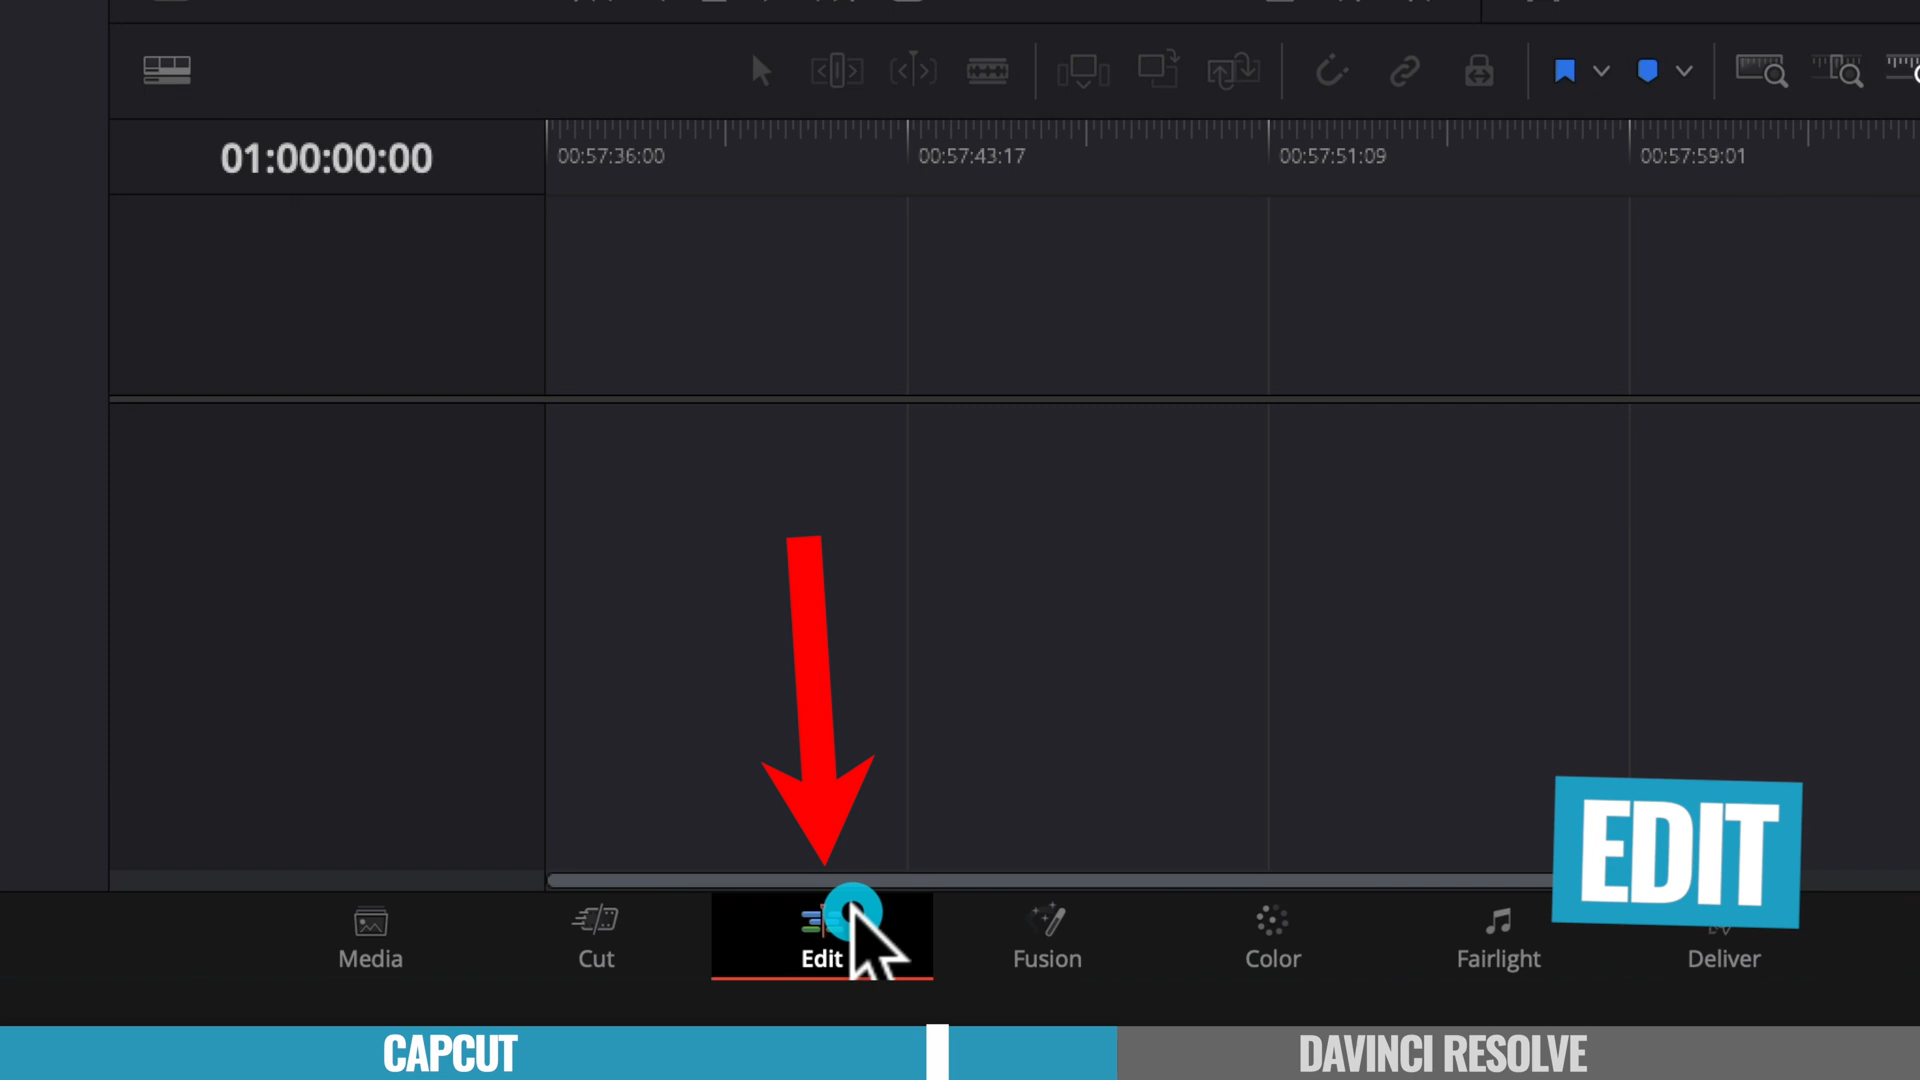 01:00:00:00
00:57:36:00
00:57:43:17
00:57:51:09
00:57:59:01
EDIT
Media
Cut
Edit
Fusion
Color
Fairlight
Deliver
CAPCUT
DAVINCI RESOLVE